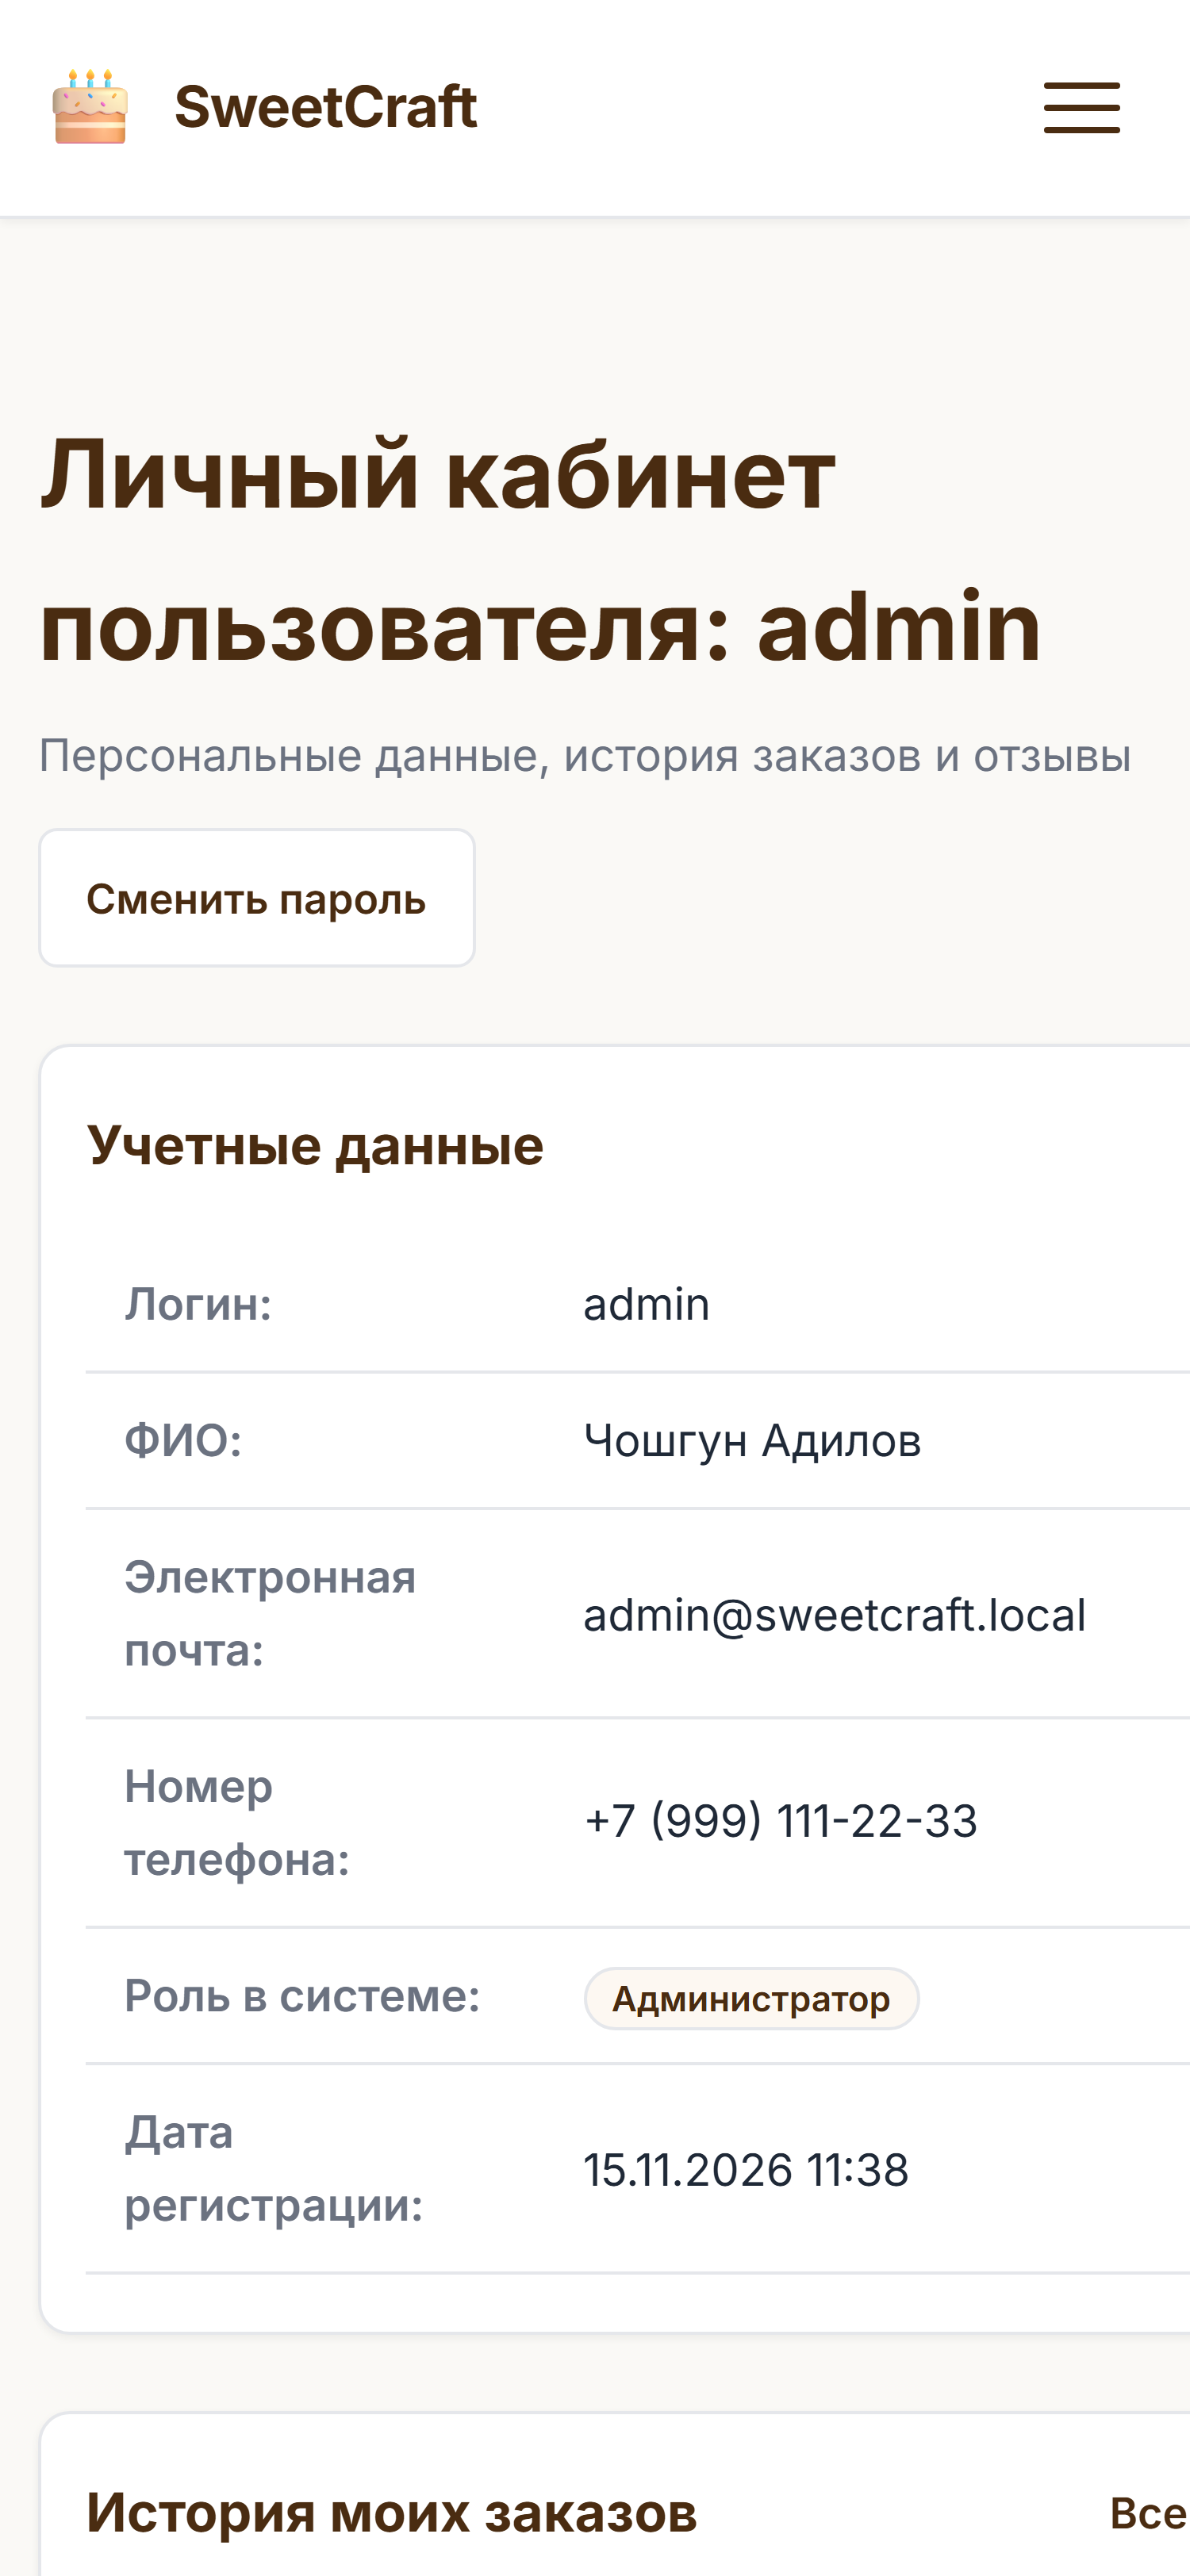 SweetCraft
Личный кабинет
пользователя: admin
Персональные данные, история заказов и отзывы
Сменить пароль
Учетные данные
Логин: admin
ФИО: Чошгун Адилов
Электронная
почта: admin@sweetcraft.local
Номер
телефона: +7 (999) 111-22-33
Роль в системе: Администратор
Дата
регистрации: 15.11.2026 11:38
История моих заказов Все